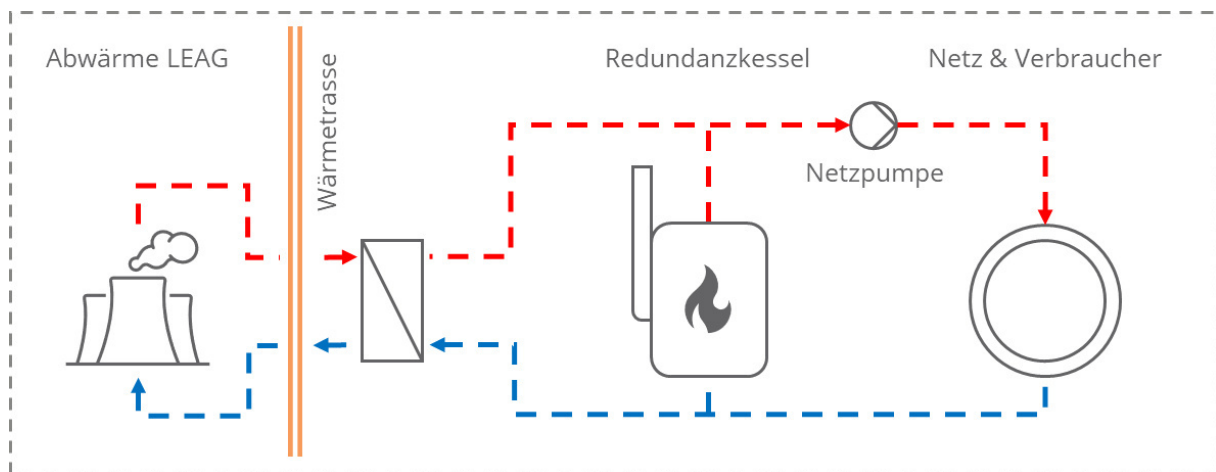 Abwärme LEAG
Wärmetrasse
Redundanzkessel
Netz & Verbraucher
Netzpumpe